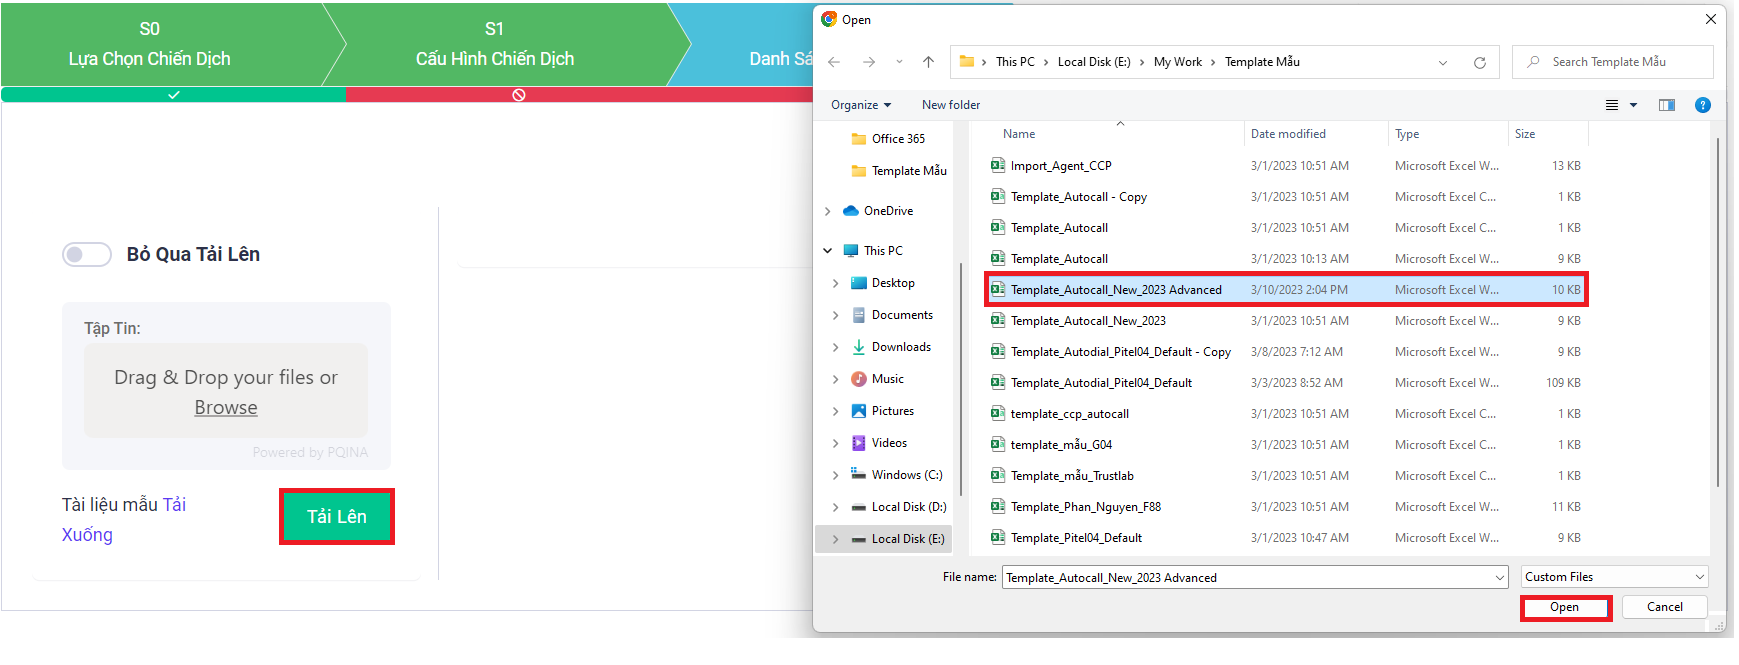 S0
Lựa Chọn Chiến Dịch
S1
Cấu Hình Chiến Dịch
Danh Sá
Bỏ Qua Tải Lên
Tập Tin:
Drag & Drop your files or
Browse
Powered by PQINA
Tài liệu mẫu Tải
Xuống
Tải Lên
Open
This PC
Local Disk (E:)
My Work
Template Mẫu
Search Template Mẫu
Organize
New folder
Office 365
Template Mẫu
OneDrive
This PC
Desktop
Documents
Downloads
Music
Pictures
Videos
Windows (C:)
Local Disk (D:)
Local Disk (E:)
Name Date modified Type Size
Import_Agent_CCP 3/1/2023 10:51 AM Microsoft Excel W... 13 KB
Template_Autocall - Copy 3/1/2023 10:51 AM Microsoft Excel C... 1 KB
Template_Autocall 3/1/2023 10:51 AM Microsoft Excel C... 1 KB
Template_Autocall 3/1/2023 10:13 AM Microsoft Excel W... 9 KB
Template_Autocall_New_2023 Advanced 3/10/2023 2:04 PM Microsoft Excel W... 10 KB
Template_Autocall_New_2023 3/1/2023 10:51 AM Microsoft Excel W... 9 KB
Template_Autodial_Pitel04_Default - Copy 3/8/2023 7:12 AM Microsoft Excel W... 9 KB
Template_Autodial_Pitel04_Default 3/3/2023 8:52 AM Microsoft Excel W... 109 KB
template_ccp_autocall 3/1/2023 10:51 AM Microsoft Excel C... 1 KB
template_mẫu_G04 3/1/2023 10:51 AM Microsoft Excel C... 1 KB
Template_mẫu_Trustlab 3/1/2023 10:51 AM Microsoft Excel C... 1 KB
Template_Phan_Nguyen_F88 3/1/2023 10:51 AM Microsoft Excel W... 11 KB
Template_Pitel04_Default 3/1/2023 10:47 AM Microsoft Excel W... 9 KB
File name: Template_Autocall_New_2023 Advanced
Custom Files
Open
Cancel